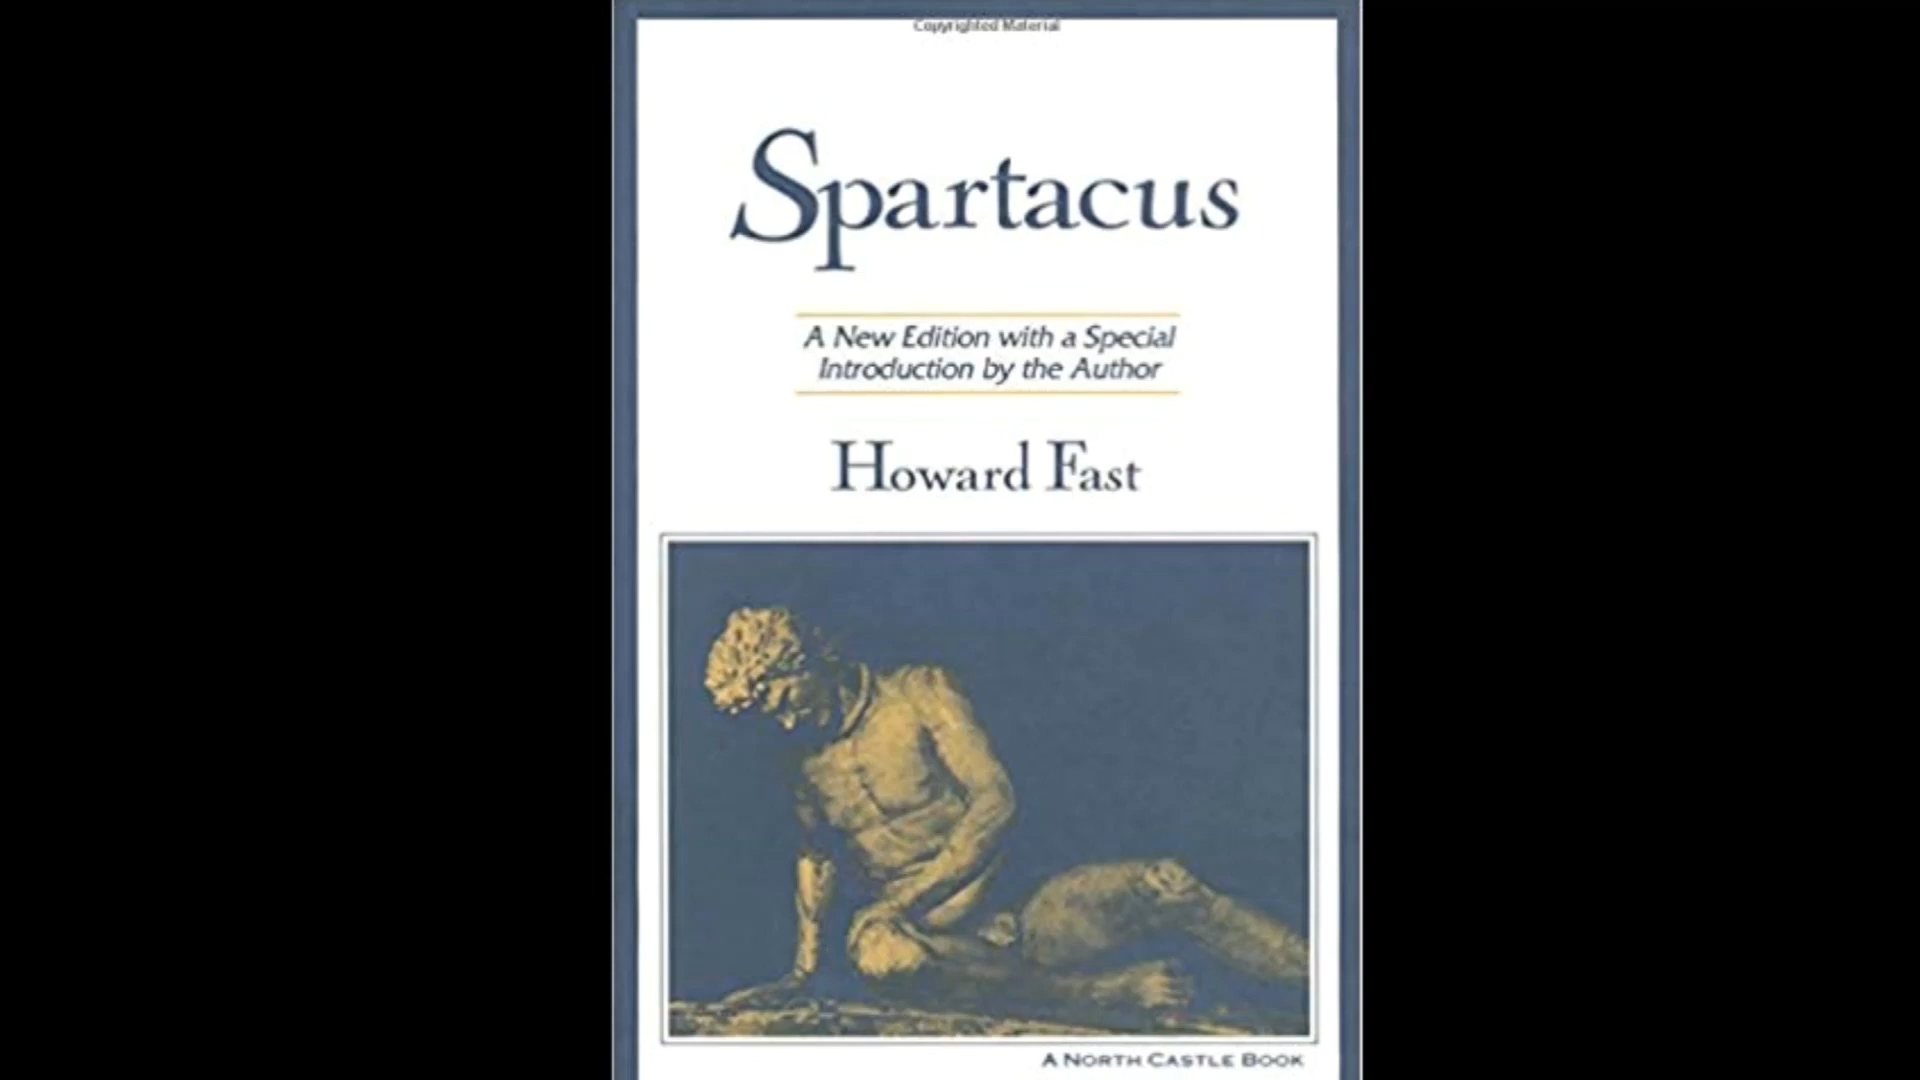 Copyrighted Material
Spartacus
A New Edition with a Special
Introduction by the Author
Howard Fast
A NORTH CASTLE BOOK